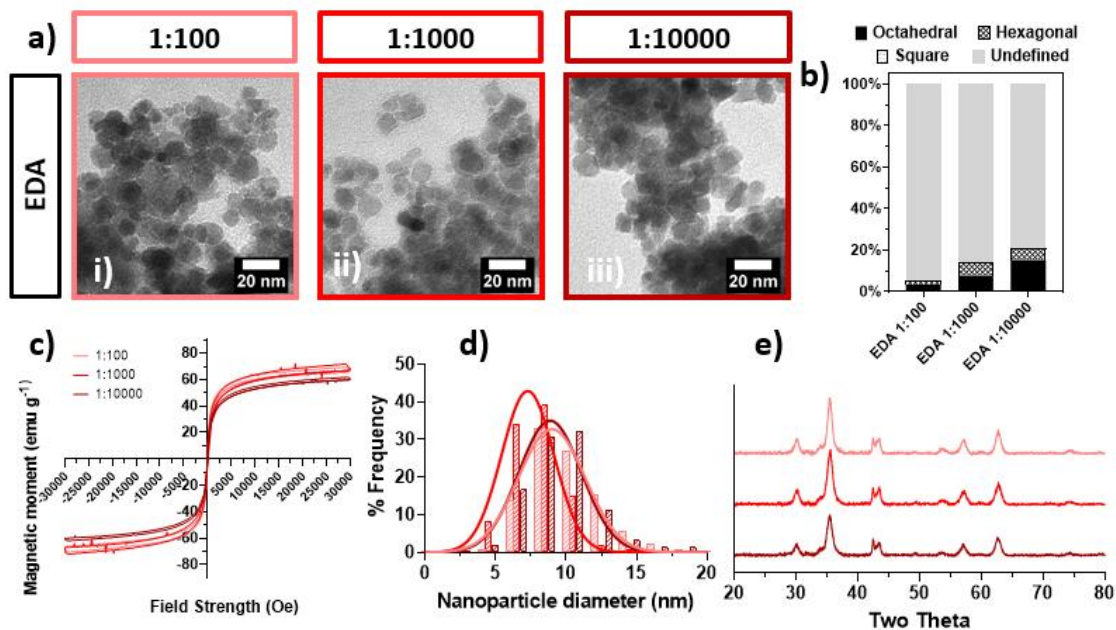 a)
1:100
1:1000
1:10000
EDA
i)
20 nm
ii)
20 nm
iii)
20 nm
b)
Octahedral
Hexagonal
Square
Undefined
100%
80%
60%
40%
20%
0%
EDA 1:100
EDA 1:1000
EDA 1:10000
c)
1:100
1:1000
1:10000
Magnetic moment (emu g-1)
80
60
40
20
-20
-40
-60
-80
-30000
-25000
-20000
-15000
-10000
-5000
5000
10000
15000
20000
25000
30000
Field Strength (Oe)
d)
% Frequency
50
40
30
20
10
0
0
5
10
15
20
Nanoparticle diameter (nm)
e)
20
30
40
50
60
70
80
Two Theta